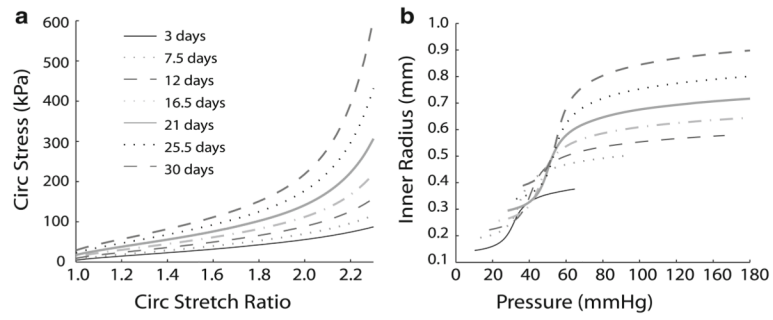 a
Circ Stress (kPa)
600
500
400
300
200
100
0
3 days
7.5 days
12 days
16.5 days
21 days
25.5 days
30 days
1.0 1.2 1.4 1.6 1.8 2.0 2.2
Circ Stretch Ratio
b
Inner Radius (mm)
1.0
0.9
0.8
0.7
0.6
0.5
0.4
0.3
0.2
0.1
0 20 40 60 80 100 120 160 180
Pressure (mmHg)